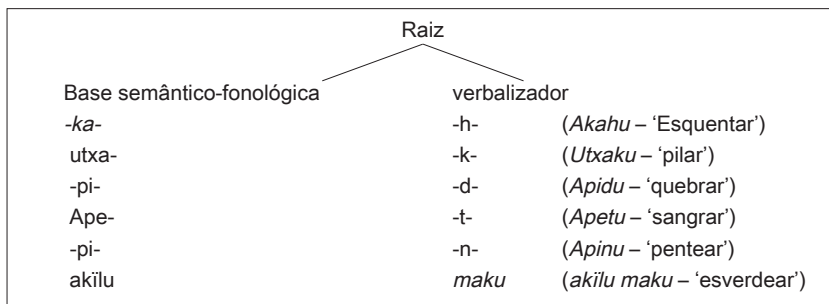 Raiz
Base semântico-fonológica verbalizador
-ka- -h- (Akahu – ‘Esquentar’)
utxa- -k- (Utxaku – ‘pilar’)
-pi- -d- (Apidu – ‘quebrar’)
Ape- -t- (Apetu – ‘sangrar’)
-pi- -n- (Apinu – ‘pentear’)
akïlu maku (akïlu maku – ‘esverdear’)